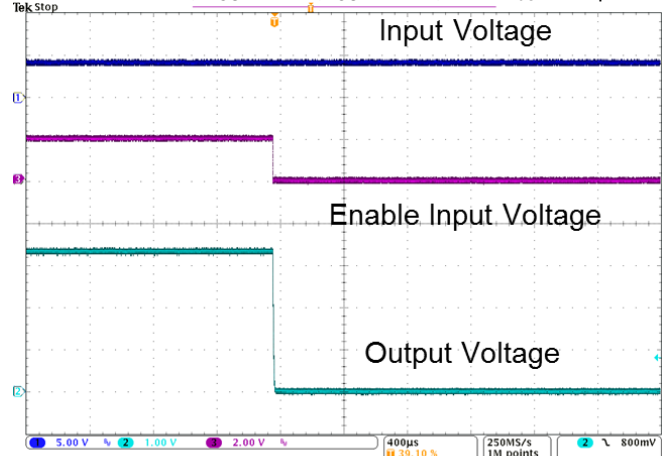 Tek Stop
Input Voltage
1
3
Enable Input Voltage
Output Voltage
2
1 5.00 V 2 1.00 V 3 2.00 V
400µs
39.10 %
250MS/s
1M points
2 800mV